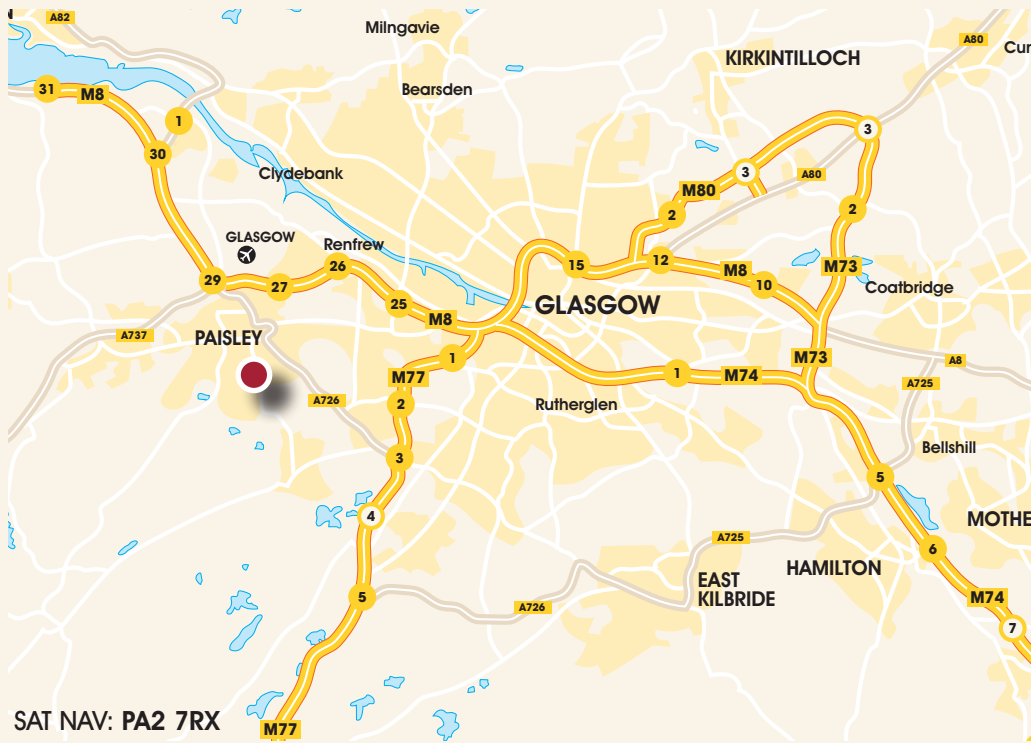 A82
N
Milngavie
A80
Cur
KIRKINTILLOCH
31
M8
Bearsden
1
3
30
Clydebank
3
A80
M80
2
2
GLASGOW
Renfrew
26
15
12
M8
M73
29
27
10
Coatbridge
25
GLASGOW
M8
A737
PAISLEY
1
M73
A8
M77
1
M74
A725
2
A726
Rutherglen
3
Bellshill
5
4
MOTHE
A725
6
HAMILTON
EAST
KILBRIDE
5
A726
M74
7
SAT NAV: PA2 7RX
M77